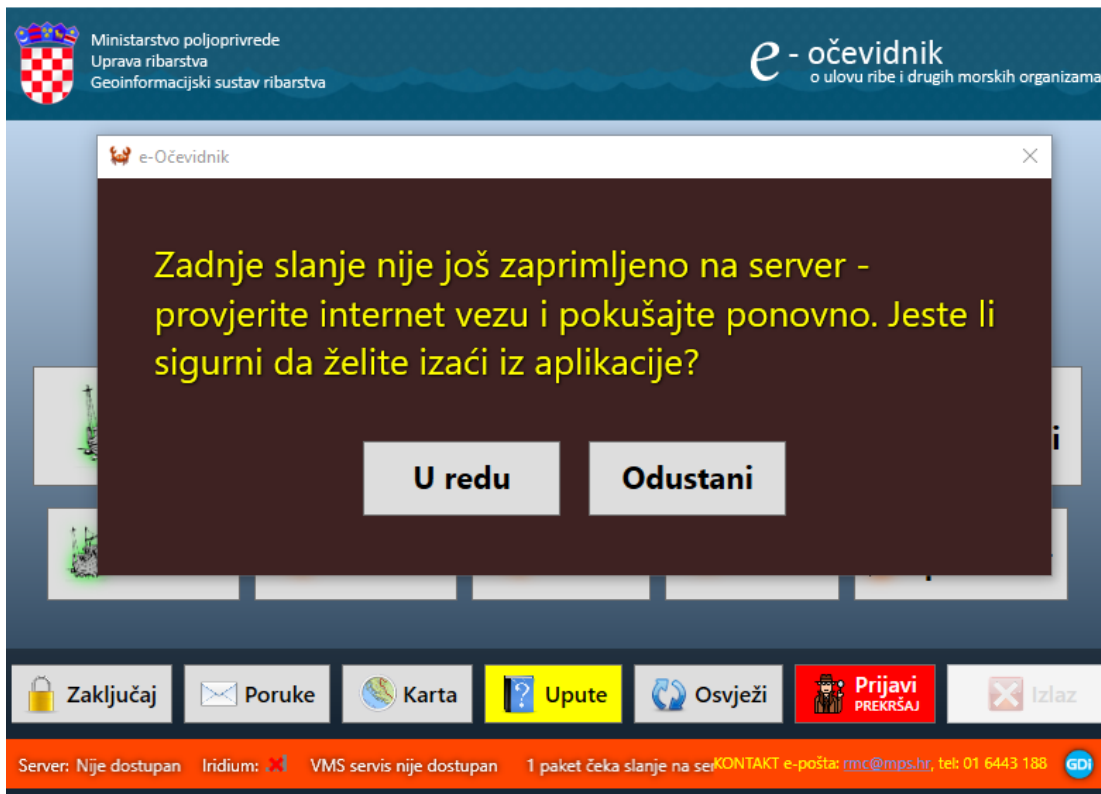 Ministarstvo poljoprivrede
Uprava ribarstva
Geoinformacijski sustav ribarstva
e - očevidnik
o ulovu ribe i drugih morskih organizama
e-Očevidnik
Zadnje slanje nije još zaprimljeno na server -
provjerite internet vezu i pokušajte ponovno. Jeste li
sigurni da želite izaći iz aplikacije?
U redu Odustani
Zaključaj Poruke Karta Upute Osvježi Prijavi PREKRŠAJ Izlaz
Server: Nije dostupan Iridium: VMS servis nije dostupan 1 paket čeka slanje na KONTAKT e-pošta: rmc@mps.hr, tel: 01 6443 188 GDi